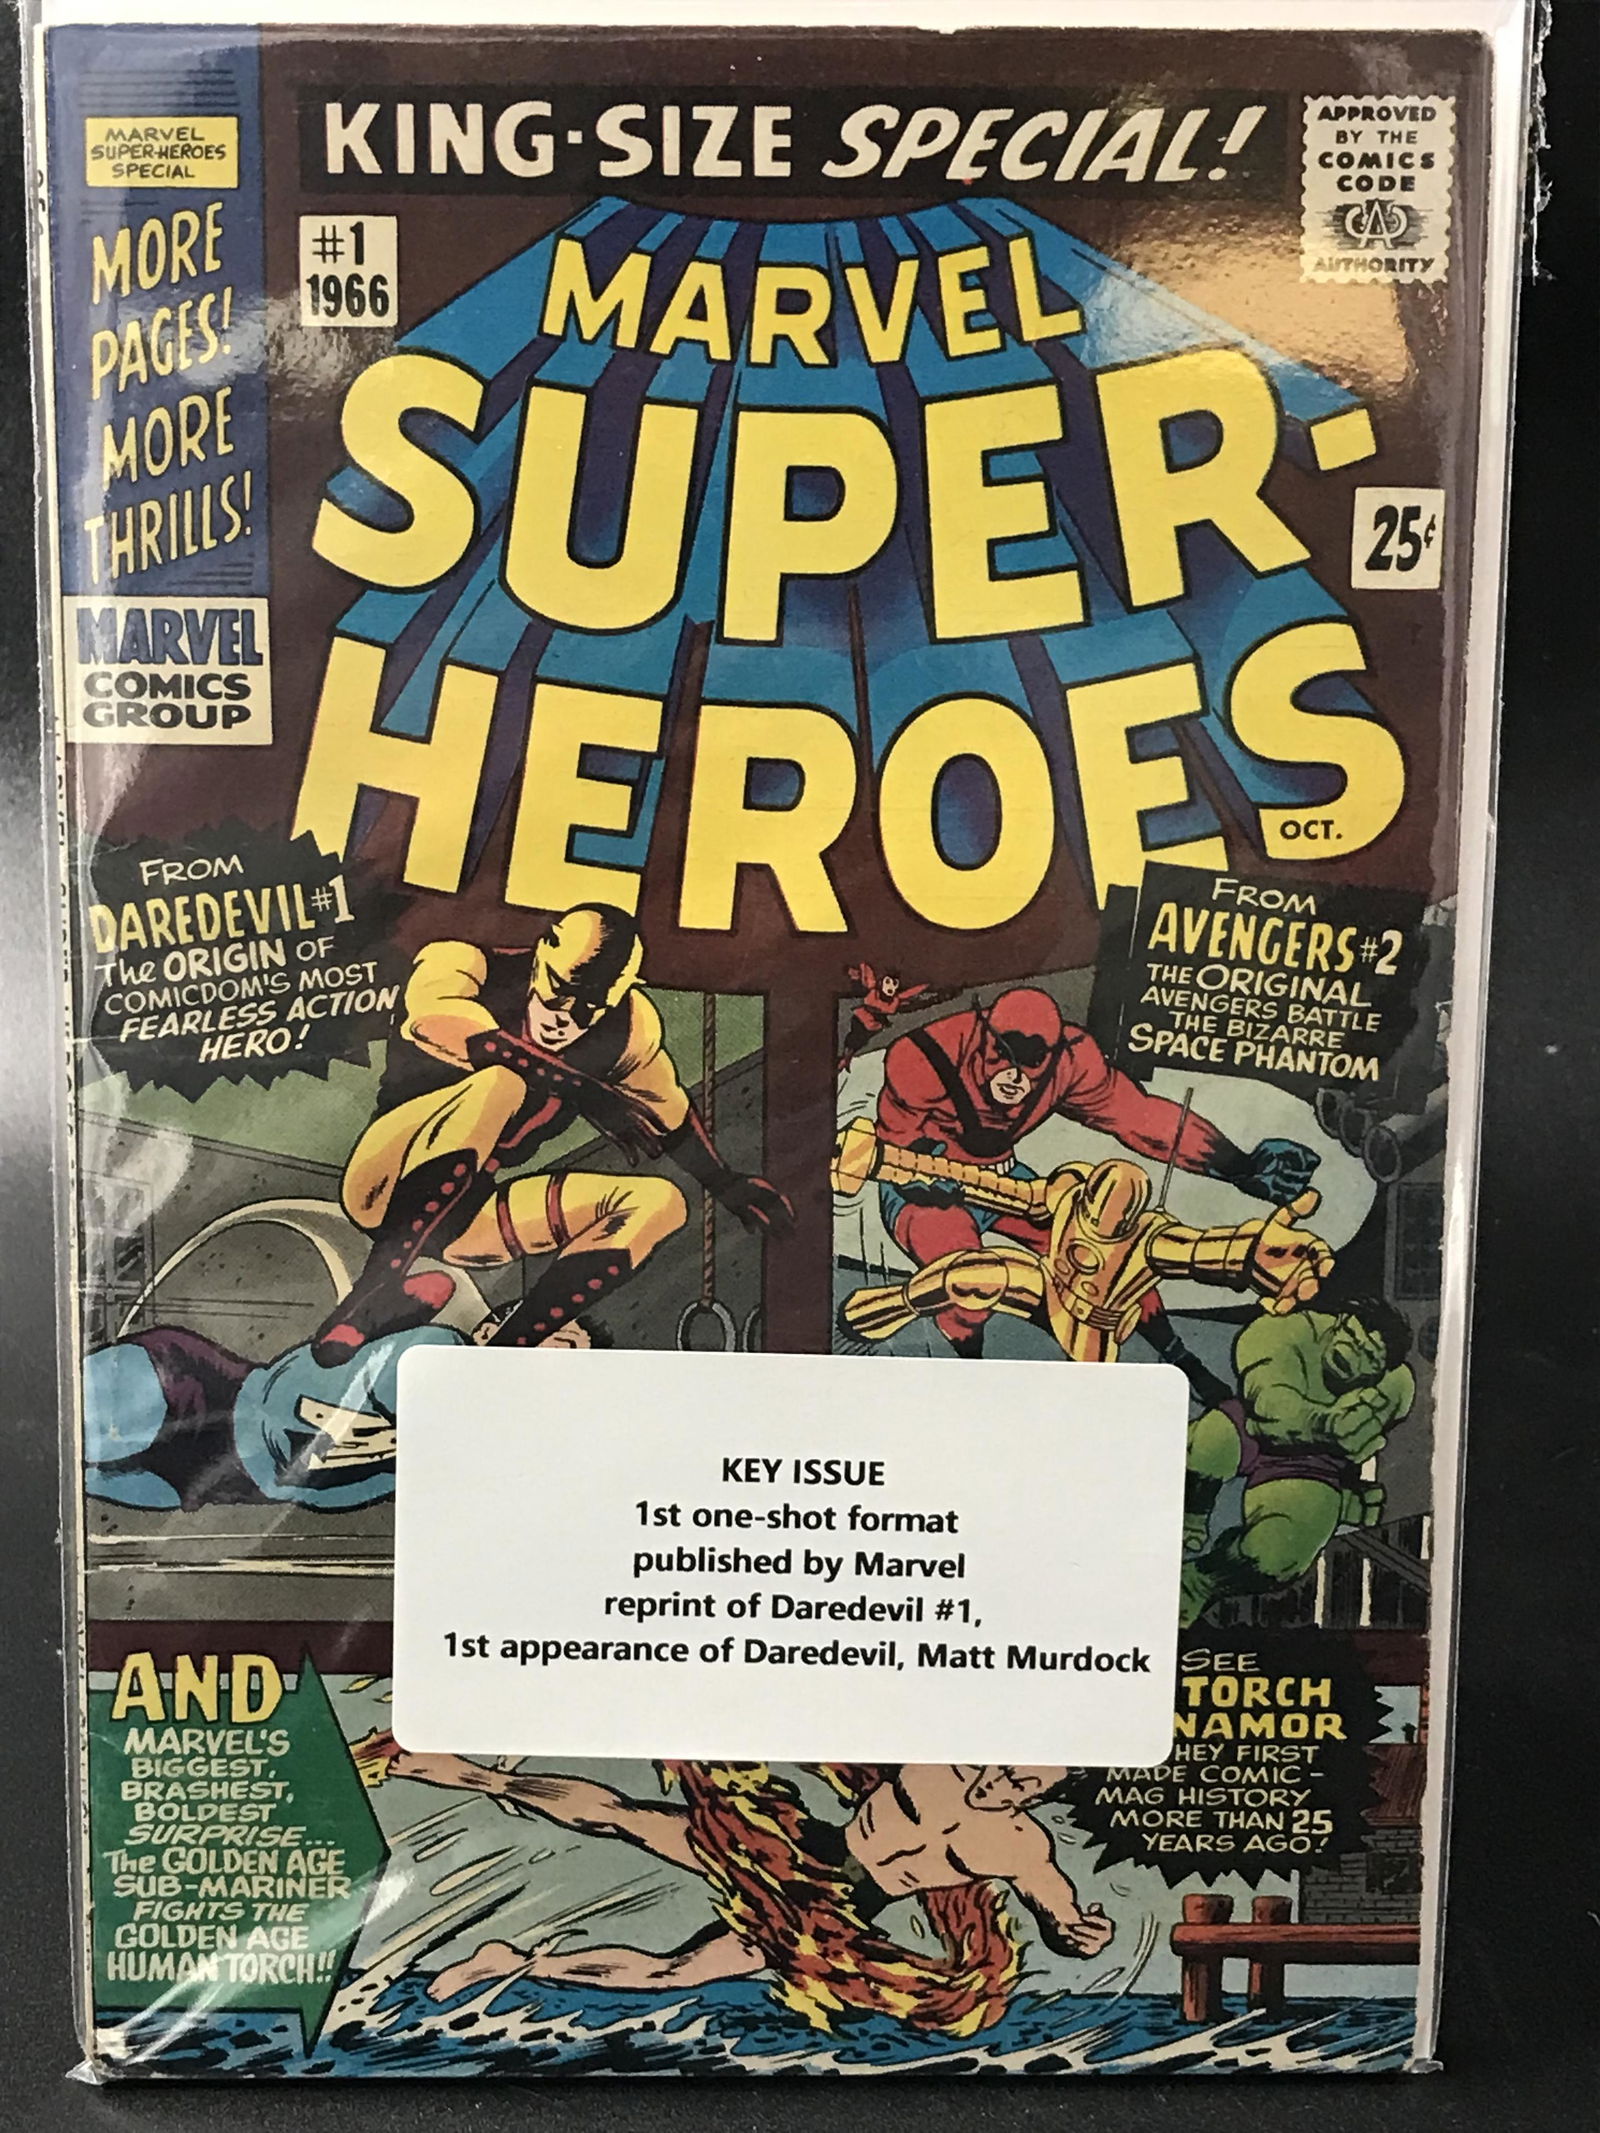 MARVEL
SUPER-HEROES
SPECIAL
KING-SIZE SPECIAL!
APPROVED
BY THE
COMICS
CODE
CA
AUTHORITY
MORE
PAGES!
MORE
THRILLS!
#1
1966
MARVEL
SUPER-
HEROES
25¢
OCT.
MARVEL
COMICS
GROUP
FROM
DAREDEVIL #1
The ORIGIN OF
COMICDOM'S MOST
FEARLESS ACTION
HERO!
FROM
AVENGERS #2
THE ORIGINAL
AVENGERS BATTLE
THE BIZARRE
SPACE PHANTOM
KEY ISSUE
1st one-shot format
published by Marvel
reprint of Daredevil #1,
1st appearance of Daredevil, Matt Murdock
AND
MARVEL'S
BIGGEST,
BRASHEST,
BOLDEST
SURPRISE...
The GOLDEN AGE
SUB-MARINER
FIGHTS THE
GOLDEN AGE
HUMAN TORCH!!
SEE
TORCH
NAMOR
HEY FIRST
MADE COMIC-
MAG HISTORY
MORE THAN 25
YEARS AGO!